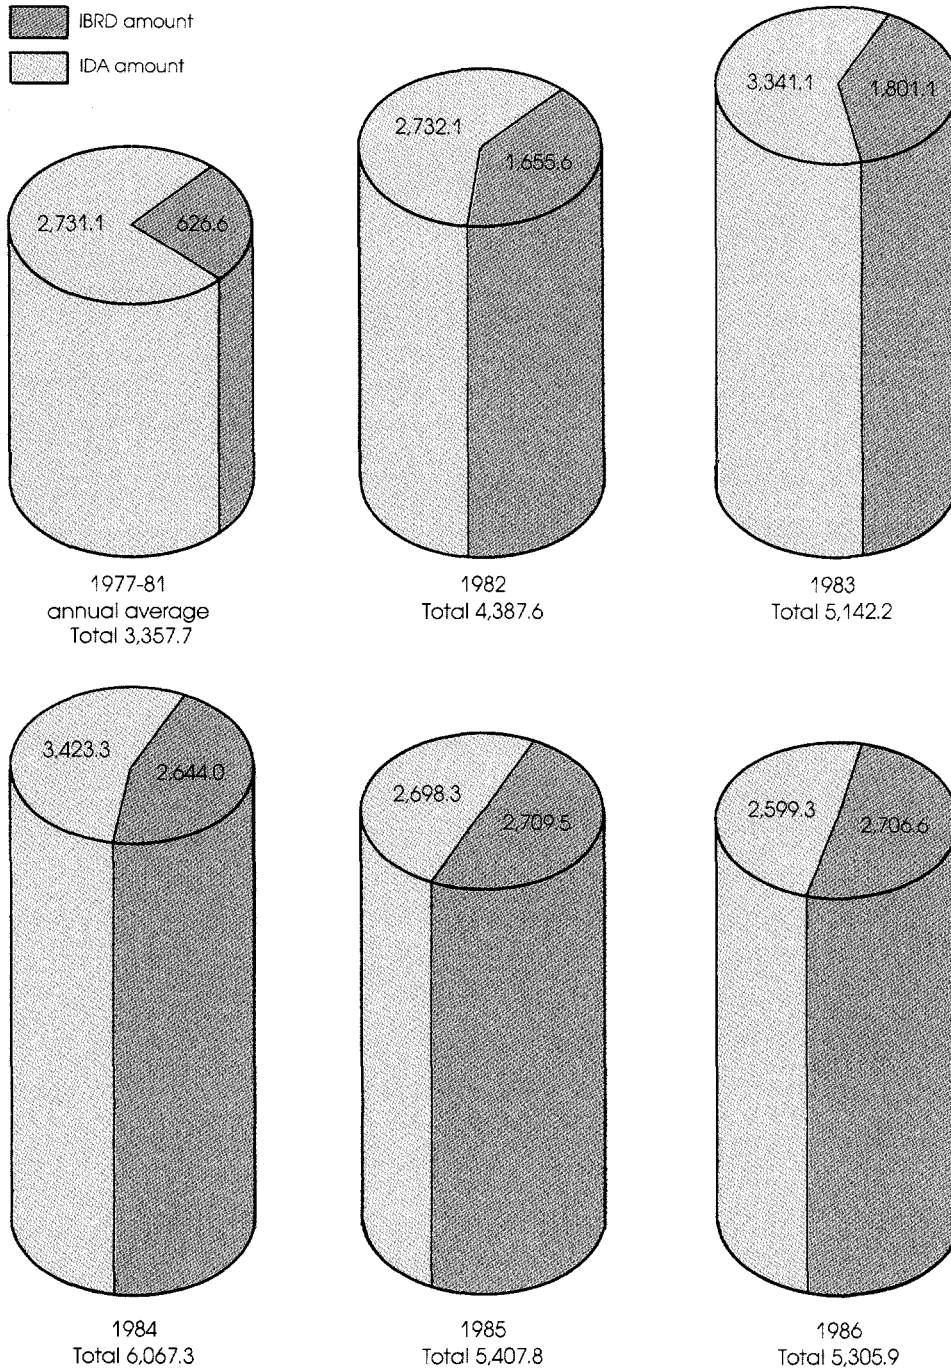 IBRD amount
IDA amount
2,731.1
626.6
1977-81
annual average
Total 3,357.7
2,732.1
1,655.6
1982
Total 4,387.6
3,341.1
1,801.1
1983
Total 5,142.2
3,423.3
2,644.0
1984
Total 6,067.3
2,698.3
2,709.5
1985
Total 5,407.8
2,599.3
2,706.6
1986
Total 5,305.9